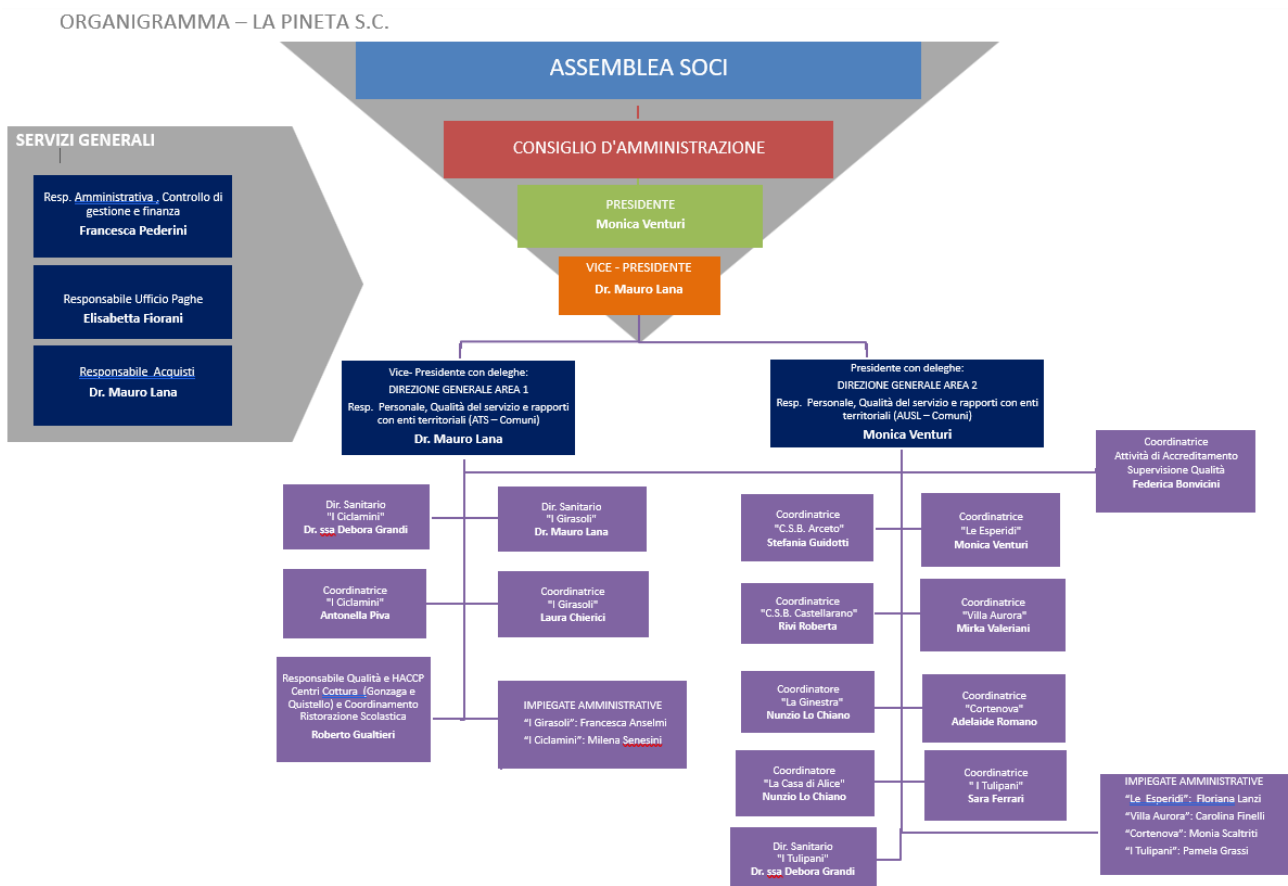 ORGANIGRAMMA – LA PINETA S.C.
ASSEMBLEA SOCI
CONSIGLIO D'AMMINISTRAZIONE
PRESIDENTE
Monica Venturi
VICE - PRESIDENTE
Dr. Mauro Lana
SERVIZI GENERALI
Resp. Amministrativa , Controllo di
gestione e finanza
Francesca Pederini
Responsabile Ufficio Paghe
Elisabetta Fiorani
Responsabile Acquisti
Dr. Mauro Lana
Vice- Presidente con deleghe:
DIREZIONE GENERALE AREA 1
Resp. Personale, Qualità del servizio e rapporti
con enti territoriali (ATS – Comuni)
Dr. Mauro Lana
Presidente con deleghe:
DIREZIONE GENERALE AREA 2
Resp. Personale, Qualità del servizio e rapporti con enti
territoriali (AUSL – Comuni)
Monica Venturi
Coordinatrice
Attività di Accreditamento
Supervisione Qualità
Federica Bonvicini
Dir. Sanitario
"I Ciclamini"
Dr. ssa Debora Grandi
Dir. Sanitario
"I Girasoli"
Dr. Mauro Lana
Coordinatrice
"I Ciclamini"
Antonella Piva
Coordinatrice
"I Girasoli"
Laura Chierici
Responsabile Qualità e HACCP
Centri Cottura (Gonzaga e
Quistello) e Coordinamento
Ristorazione Scolastica
Roberto Gualtieri
IMPIEGATE AMMINISTRATIVE
“I Girasoli”: Francesca Anselmi
“I Ciclamini”: Milena Senesini
Coordinatrice
"C.S.B. Arceto"
Stefania Guidotti
Coordinatrice
"Le Esperidi"
Monica Venturi
Coordinatrice
"C.S.B. Castellarano"
Rivi Roberta
Coordinatrice
"Villa Aurora"
Mirka Valeriani
Coordinatore
"La Ginestra"
Nunzio Lo Chiano
Coordinatrice
"Cortenova"
Adelaide Romano
Coordinatore
"La Casa di Alice"
Nunzio Lo Chiano
Coordinatrice
" I Tulipani"
Sara Ferrari
Dir. Sanitario
"I Tulipani"
Dr. ssa Debora Grandi
IMPIEGATE AMMINISTRATIVE
“Le Esperidi”: Floriana Lanzi
“Villa Aurora”: Carolina Finelli
“Cortenova”: Monia Scaltriti
“I Tulipani”: Pamela Grassi